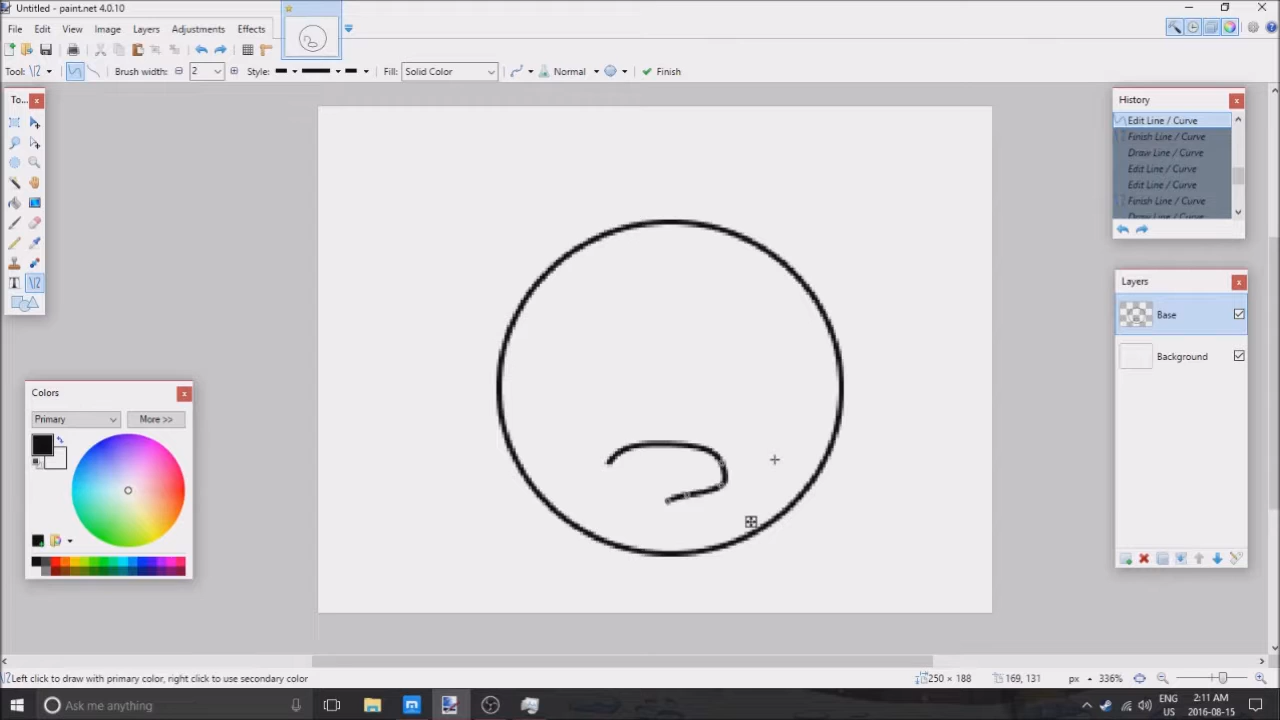 Untitled - paint.net 4.0.10
File Edit View Image Layers Adjustments Effects
Tool: Brush width: 2 Style: Fill: Solid Color Normal Finish
To...
History
Edit Line / Curve
Finish Line / Curve
Draw Line / Curve
Edit Line / Curve
Edit Line / Curve
Finish Line / Curve
Draw Line / Curve
Layers
Base
Background
Colors
Primary More >>
Left click to draw with primary color, right click to use secondary color 250 × 188 169, 131 px 336%
Ask me anything
ENG 2:11 AM
US 2016-08-15